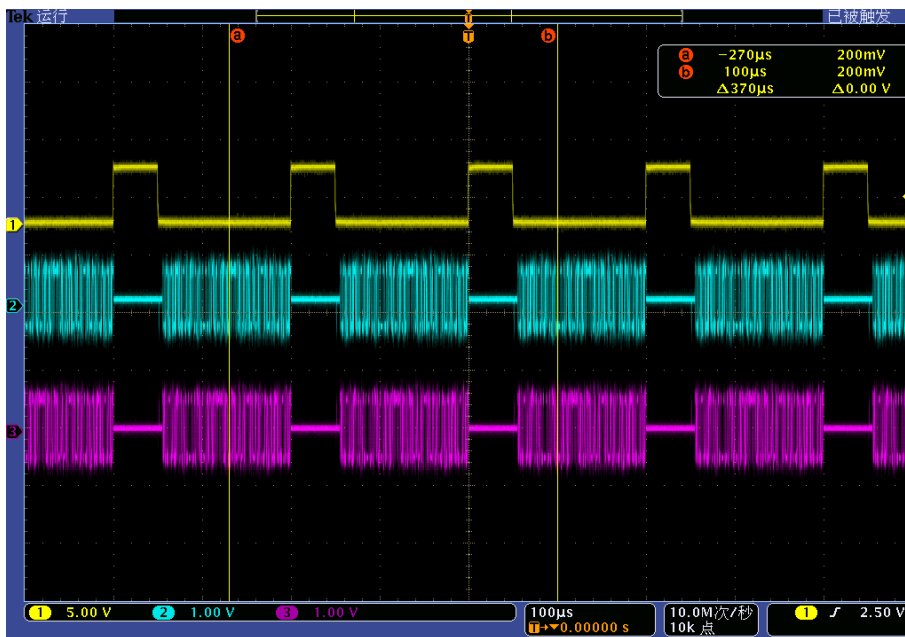 Tek 运行
已被触发
T
a
b
T
a -270µs 200mV
b 100µs 200mV
Δ370µs Δ0.00 V
1
2
3
1 5.00 V 2 1.00 V 3 1.00 V
100µs
T→▼0.00000 s
10.0M次/秒
10k 点
1 2.50 V